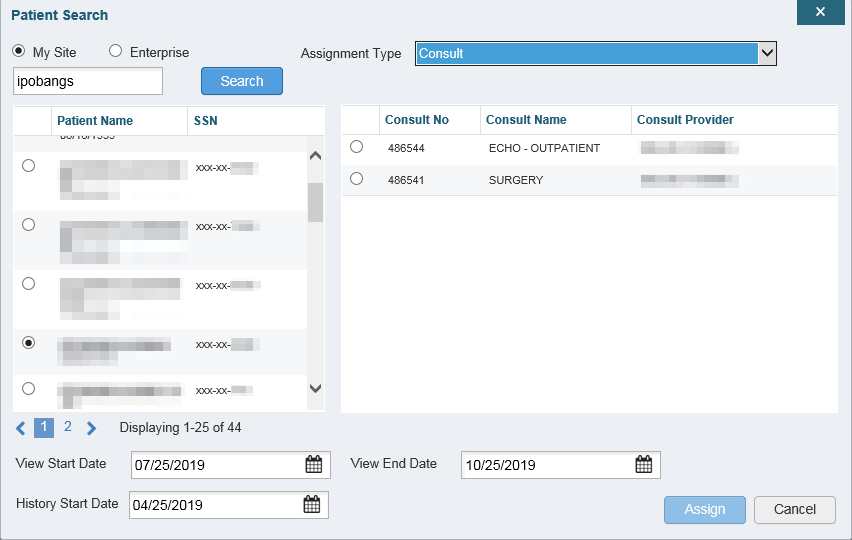 Patient Search
My Site Enterprise Assignment Type Consult
ipobangs Search
Patient Name SSN
Consult No Consult Name Consult Provider
486544 ECHO - OUTPATIENT
486541 SURGERY
xxx-xx-
xxx-xx-
xxx-xx-
xxx-xx-
xxx-xx-
1 2 Displaying 1-25 of 44
View Start Date 07/25/2019 View End Date 10/25/2019
History Start Date 04/25/2019
Assign Cancel